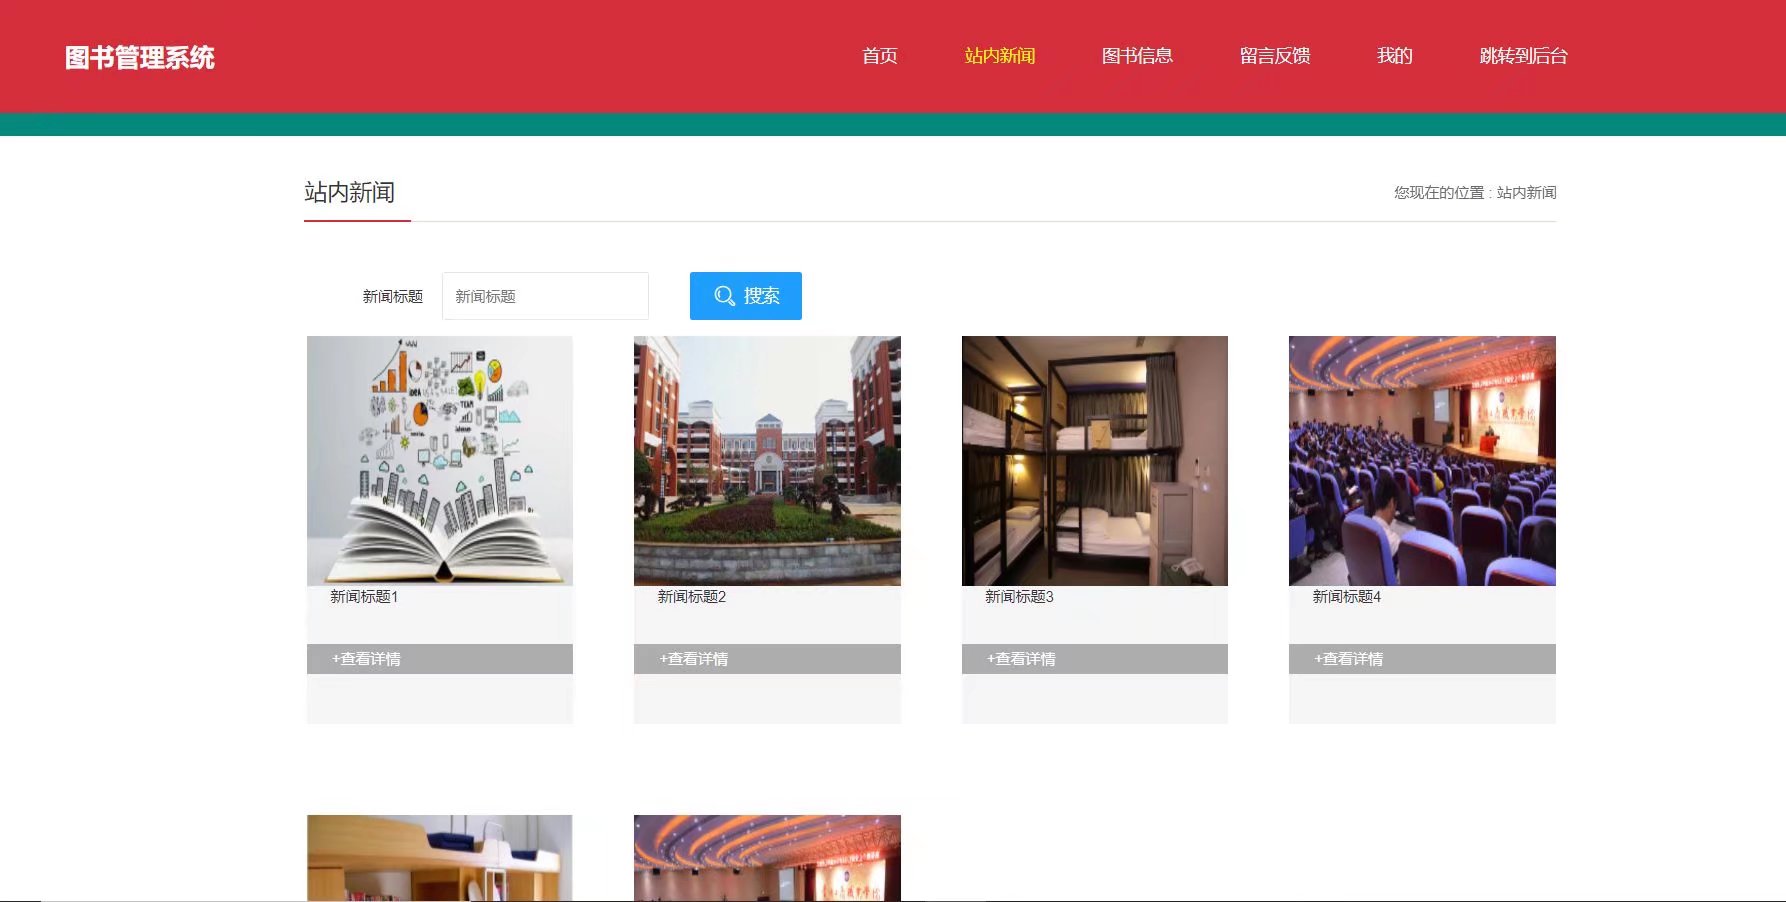 图书管理系统
首页 站内新闻 图书信息 留言反馈 我的 跳转到后台
站内新闻
您现在的位置 : 站内新闻
新闻标题 新闻标题 搜索
新闻标题1 新闻标题2 新闻标题3 新闻标题4
+查看详情 +查看详情 +查看详情 +查看详情